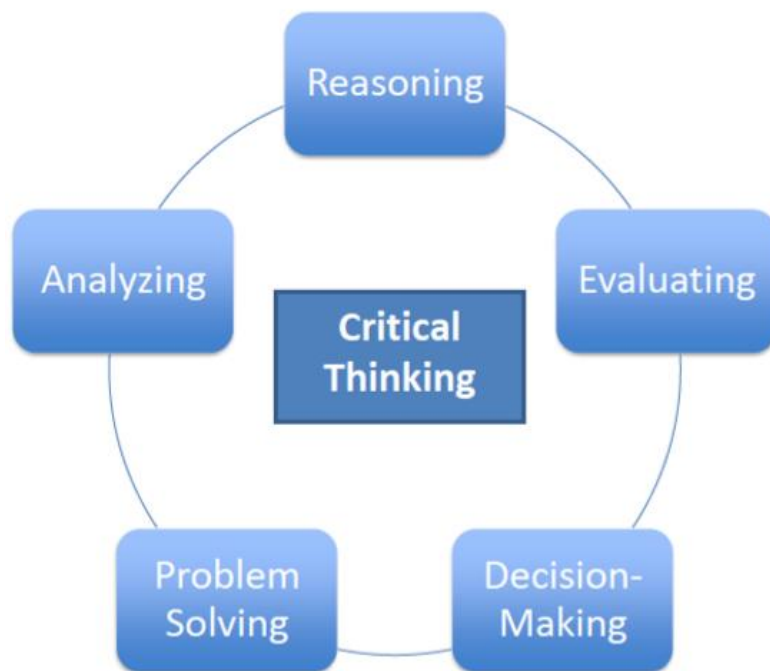 Reasoning
Analyzing
Evaluating
Critical
Thinking
Problem
Solving
Decision-
Making